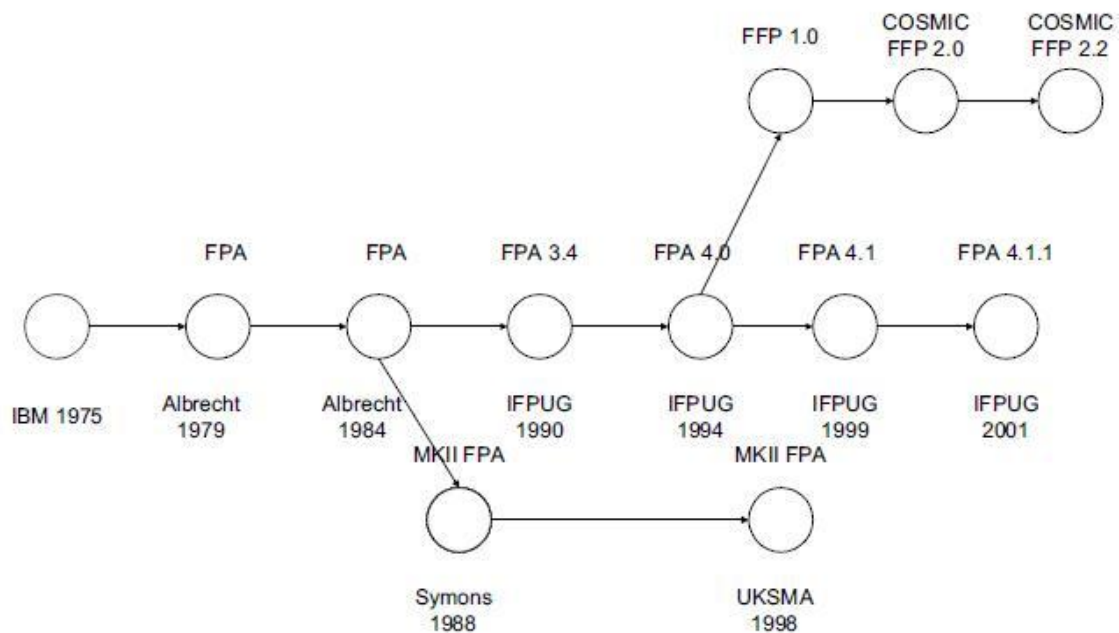 FFP 1.0
COSMIC
FFP 2.0
COSMIC
FFP 2.2
FPA
FPA
FPA 3.4
FPA 4.0
FPA 4.1
FPA 4.1.1
IBM 1975
Albrecht
1979
Albrecht
1984
IFPUG
1990
IFPUG
1994
IFPUG
1999
IFPUG
2001
MKII FPA
MKII FPA
Symons
1988
UKSMA
1998